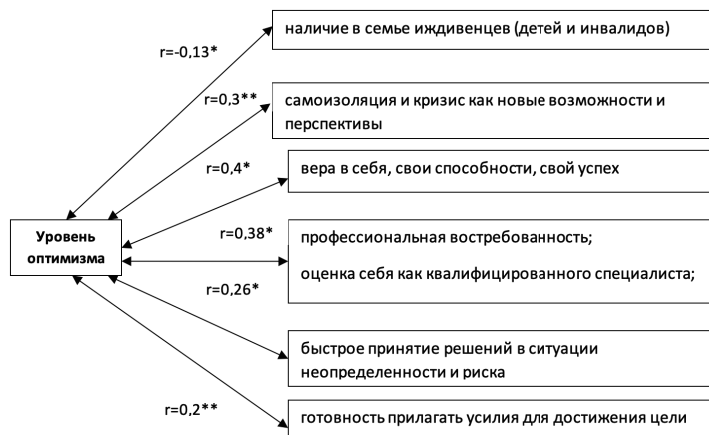 наличие в семье иждивенцев (детей и инвалидов)
r=-0,13*
r=0,3**
самоизоляция и кризис как новые возможности и
перспективы
r=0,4*
вера в себя, свои способности, свой успех
Уровень
оптимизма
r=0,38*
профессиональная востребованность;
оценка себя как квалифицированного специалиста;
r=0,26*
быстрое принятие решений в ситуации
неопределенности и риска
r=0,2**
готовность прилагать усилия для достижения цели